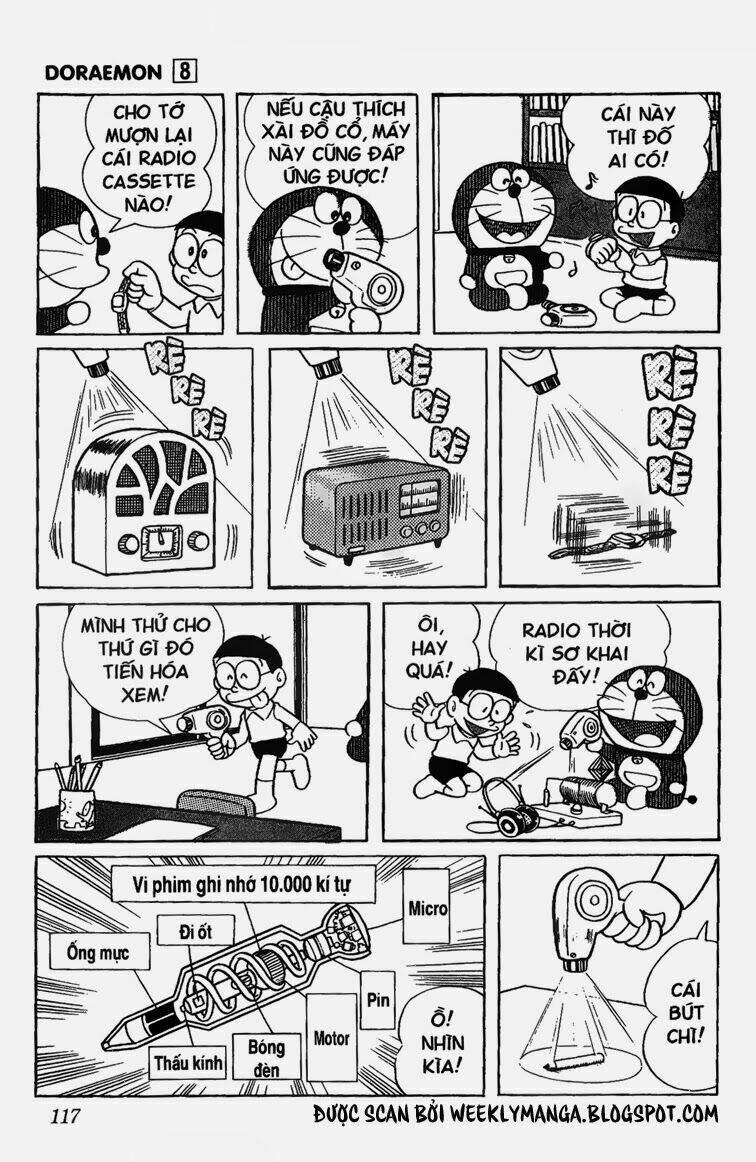 DORAEMON 8
CÁI NÀY
THÌ ĐỐ
AI CÓ!
NẾU CẬU THÍCH
XÀI ĐỒ CỔ, MÁY
NÀY CŨNG ĐÁP
ỨNG ĐƯỢC!
CHO TỚ
MƯỢN LẠI
CÁI RADIO
CASSETTE
NÀO!
RÈ
RÈ
RÈ
RÈ
RÈ
RÈ
RÈ
RÈ
RÈ
RADIO THỜI
KÌ SƠ KHAI
ĐẤY!
ÔI,
HAY
QUÁ!
MÌNH THỬ CHO
THỨ GÌ ĐÓ
TIẾN HÓA
XEM!
CÁI
BÚT
CHÌ!
Vi phim ghi nhớ 10.000 kí tự
Micro
Đi ốt
Ống mực
Pin
Motor
Bóng
đèn
Thấu kính
Ồ!
NHÌN
KÌA!
117
ĐƯỢC SCAN BỞI WEEKLYMANGA.BLOGSPOT.COM